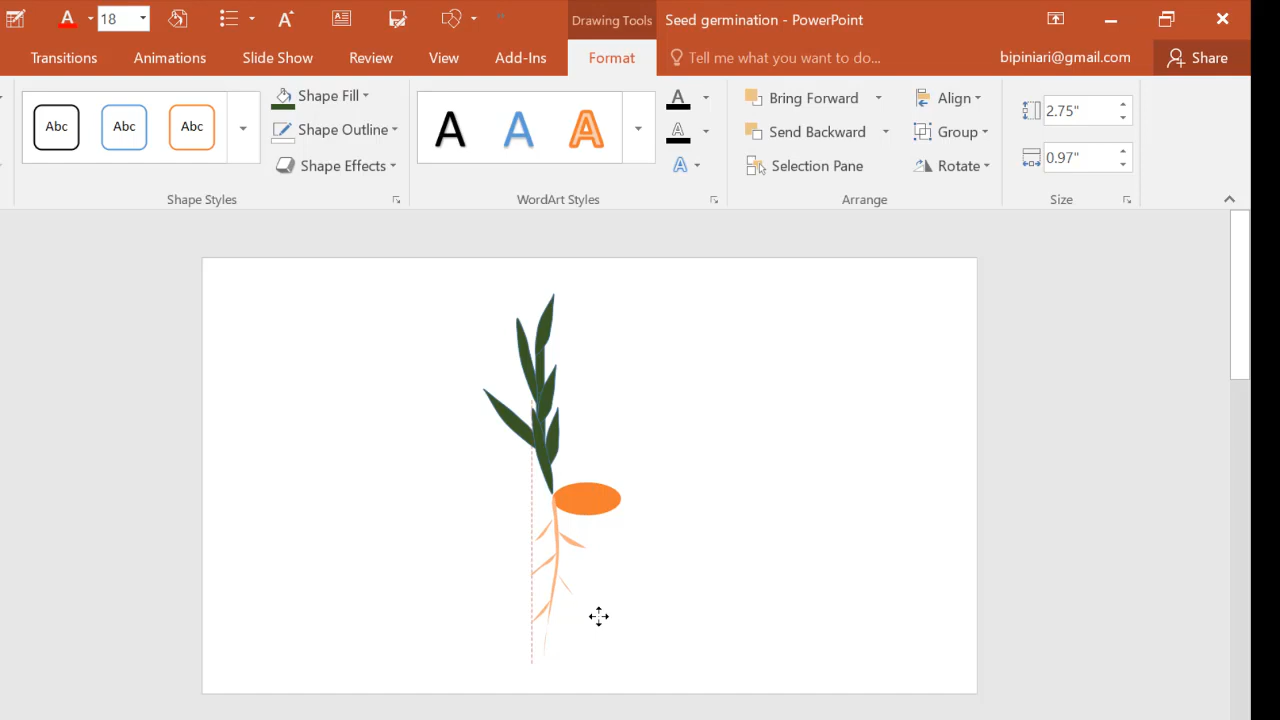 A 18 A Drawing Tools Seed germination - PowerPoint
Transitions Animations Slide Show Review View Add-Ins Format Tell me what you want to do... bipiniari@gmail.com Share
Abc Abc Abc Shape Fill A A A A Bring Forward Align 2.75"
Shape Outline A Send Backward Group
Shape Effects A Selection Pane Rotate 0.97"
Shape Styles WordArt Styles Arrange Size